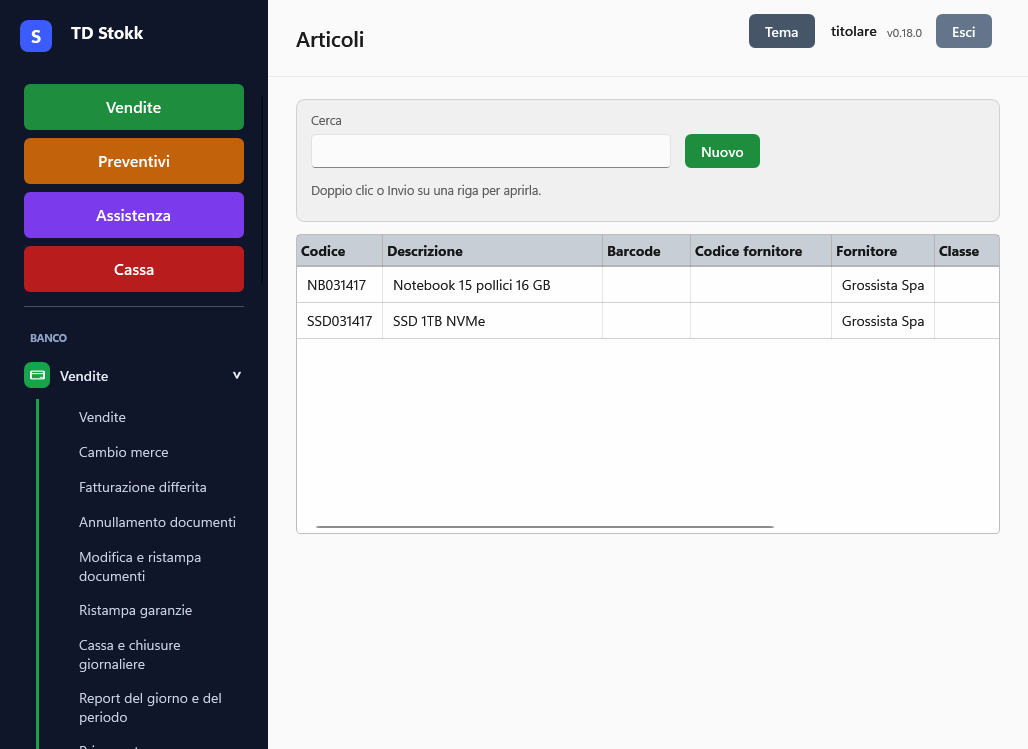 S
TD Stokk
Vendite
Preventivi
Assistenza
Cassa
BANCO
Vendite
Vendite
Cambio merce
Fatturazione differita
Annullamento documenti
Modifica e ristampa
documenti
Ristampa garanzie
Cassa e chiusure
giornaliere
Report del giorno e del
periodo
Articoli
Tema
titolare
v0.18.0
Esci
Cerca
Nuovo
Doppio clic o Invio su una riga per aprirla.
Codice Descrizione Barcode Codice fornitore Fornitore Classe
NB031417 Notebook 15 pollici 16 GB Grossista Spa
SSD031417 SSD 1TB NVMe Grossista Spa